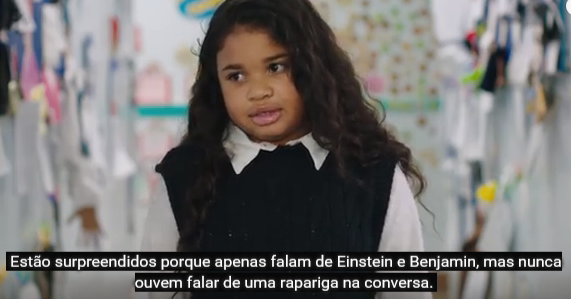 Estão surpreendidos porque apenas falam de Einstein e Benjamin, mas nunca
ouvem falar de uma rapariga na conversa.